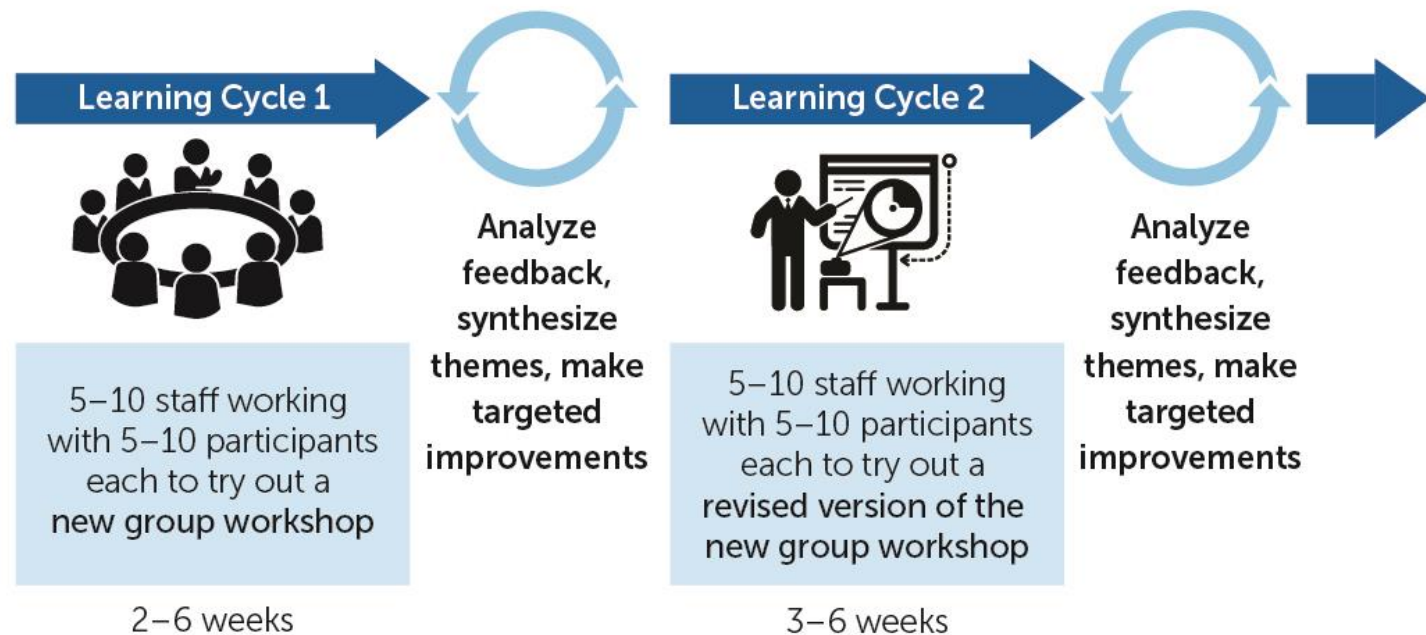 Learning Cycle 1
5–10 staff working
with 5–10 participants
each to try out a
new group workshop
2–6 weeks
Analyze
feedback,
synthesize
themes, make
targeted
improvements
Learning Cycle 2
5–10 staff working
with 5–10 participants
each to try out a
revised version of the
new group workshop
3–6 weeks
Analyze
feedback,
synthesize
themes, make
targeted
improvements